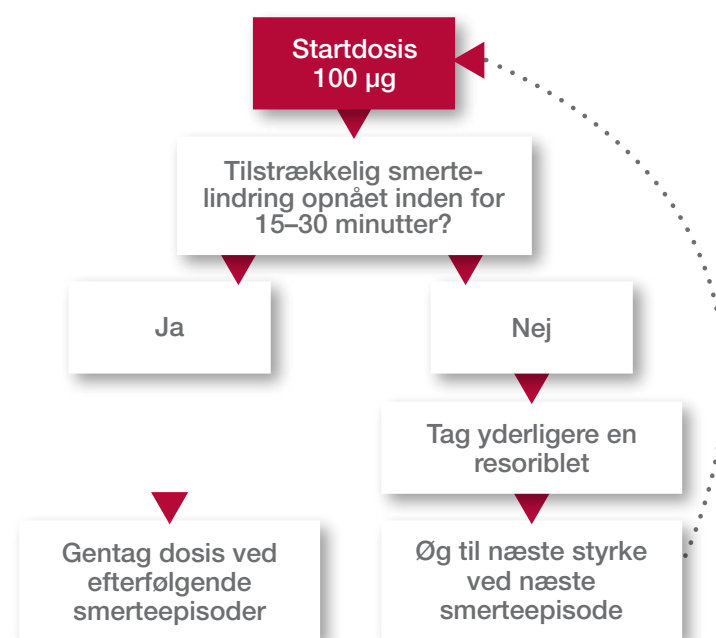 Startdosis
100 µg
Tilstrækkelig smerte-
lindring opnået inden for
15–30 minutter?
Ja
Nej
Tag yderligere en
resoriblet
Gentag dosis ved
efterfølgende
smerteepisoder
Øg til næste styrke
ved næste
smerteepisode